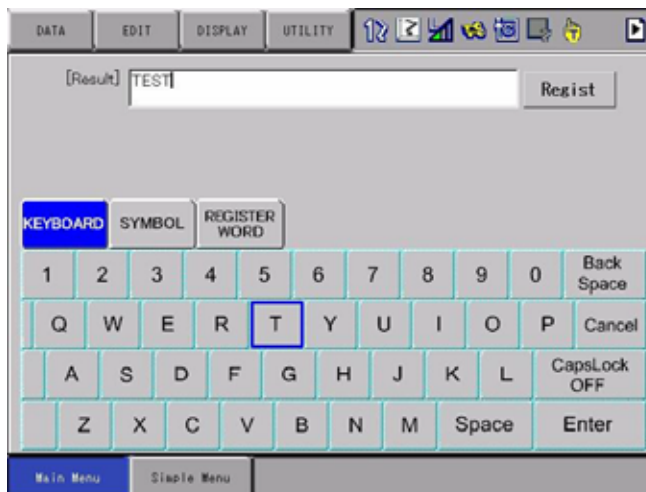 DATA EDIT DISPLAY UTILITY
[Result] TEST Regist
KEYBOARD SYMBOL REGISTER WORD
1 2 3 4 5 6 7 8 9 0 Back Space
Q W E R T Y U I O P Cancel
A S D F G H J K L CapsLock OFF
Z X C V B N M Space Enter
Main Menu Simple Menu